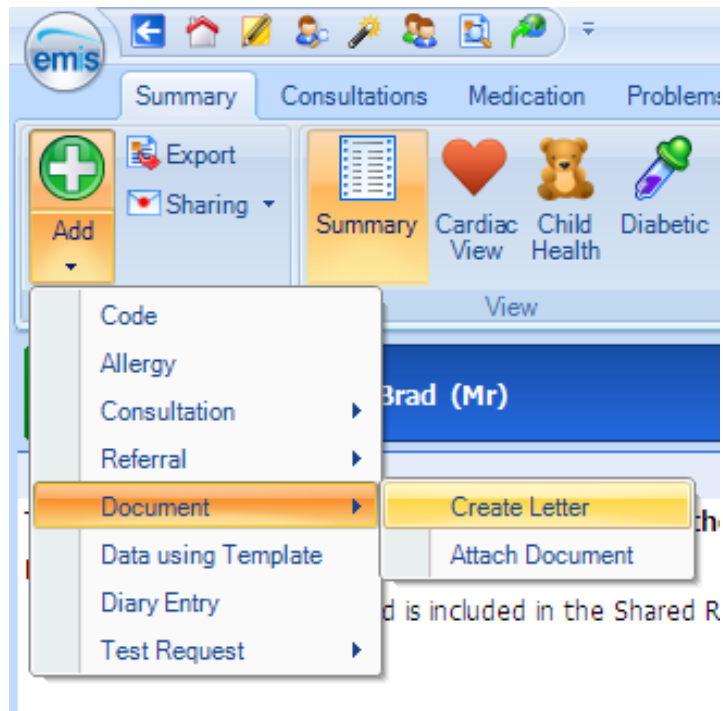 emis
Summary Consultations Medication Problems
Export
Sharing
Add
Summary
Cardiac View
Child Health
Diabetic
View
Code
Allergy
Consultation
Referral
Document
Data using Template
Diary Entry
Test Request
Create Letter
Attach Document
Brad (Mr)
is included in the Shared R